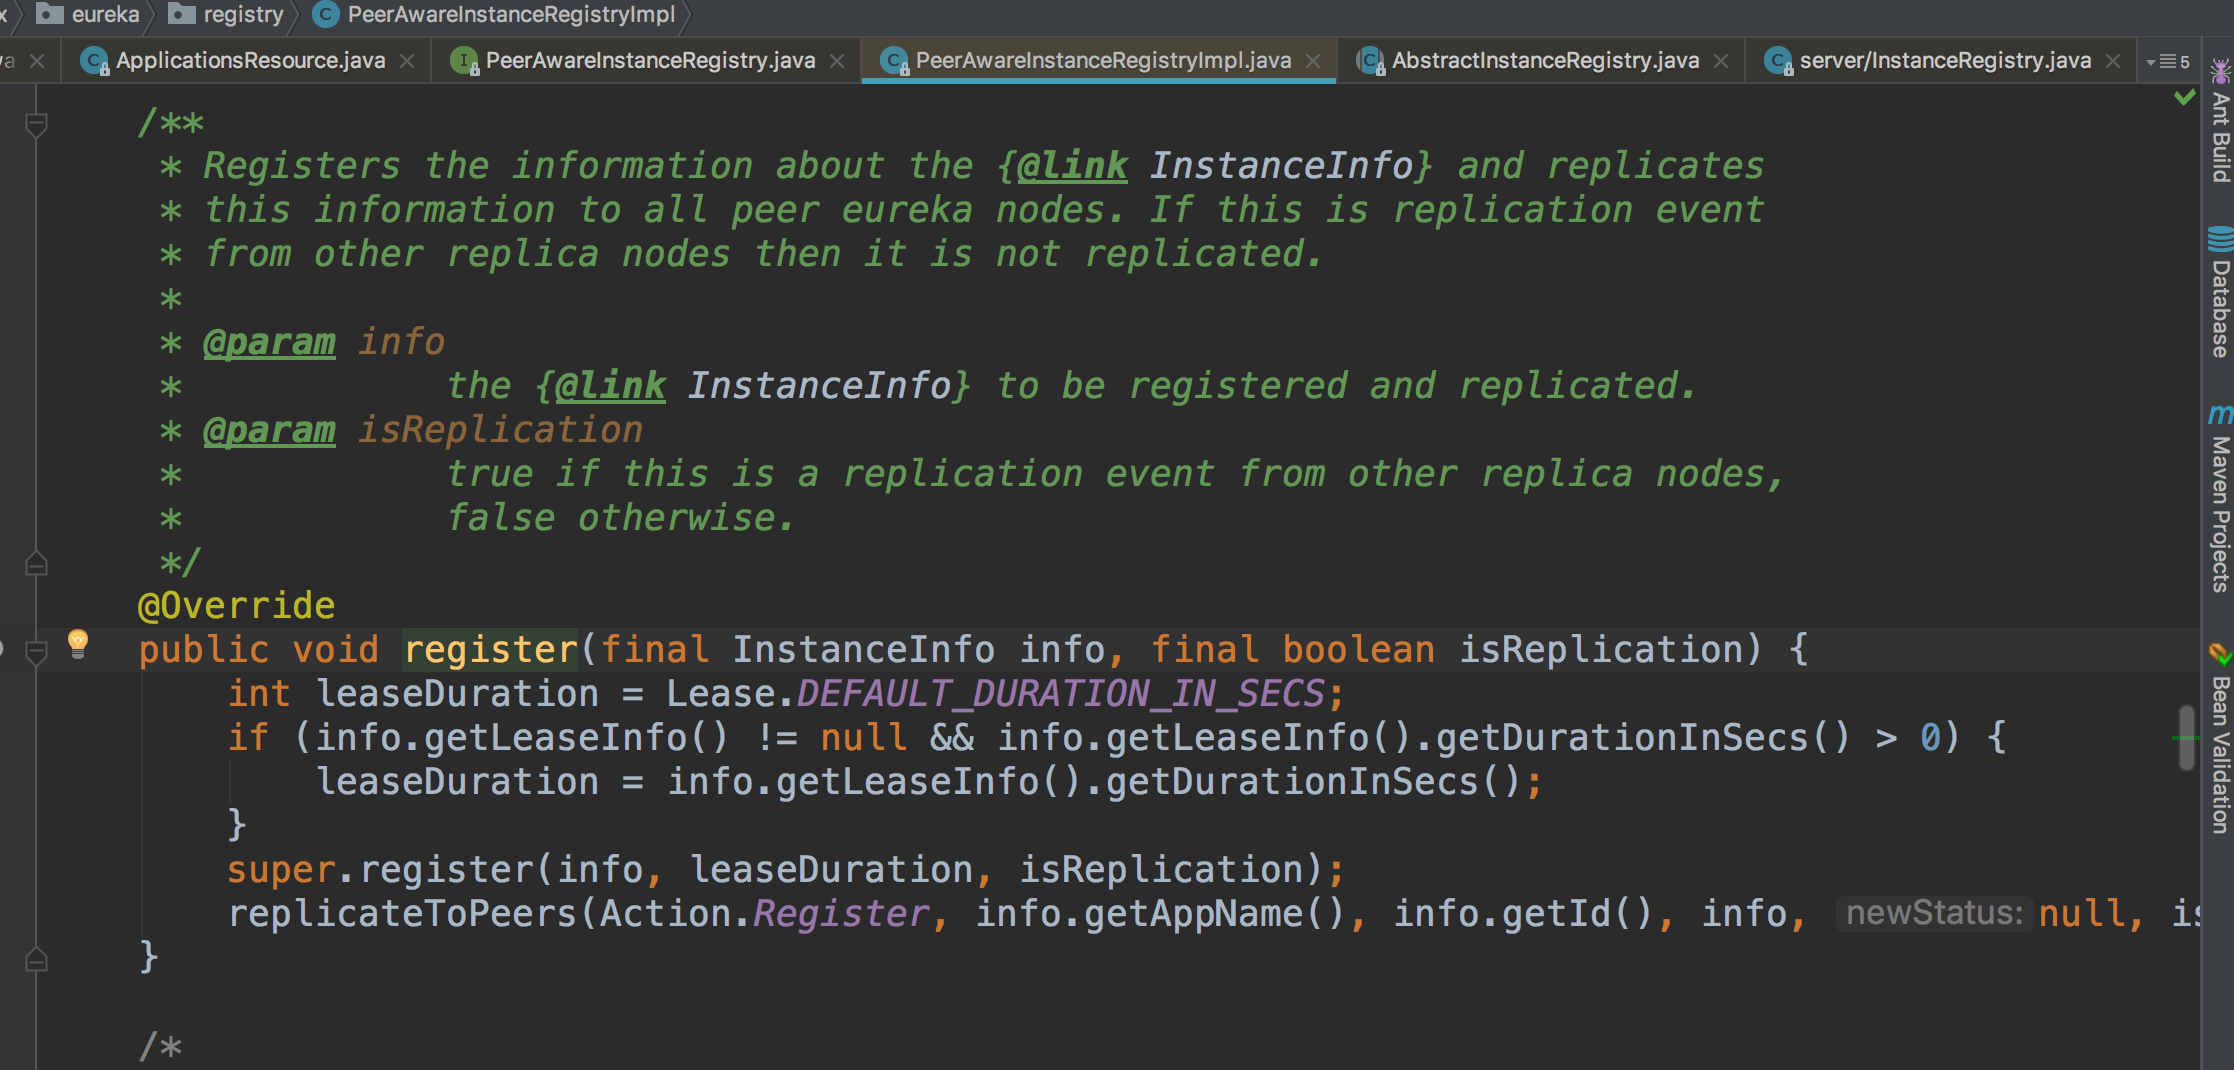 x eureka registry PeerAwareInstanceRegistryImpl
va ApplicationsResource.java PeerAwareInstanceRegistry.java PeerAwareInstanceRegistryImpl.java AbstractInstanceRegistry.java server/InstanceRegistry.java 5
/**
* Registers the information about the {@link InstanceInfo} and replicates
* this information to all peer eureka nodes. If this is replication event
* from other replica nodes then it is not replicated.
*
* @param info
* the {@link InstanceInfo} to be registered and replicated.
* @param isReplication
* true if this is a replication event from other replica nodes,
* false otherwise.
*/
@Override
public void register(final InstanceInfo info, final boolean isReplication) {
int leaseDuration = Lease.DEFAULT_DURATION_IN_SECS;
if (info.getLeaseInfo() != null && info.getLeaseInfo().getDurationInSecs() > 0) {
leaseDuration = info.getLeaseInfo().getDurationInSecs();
}
super.register(info, leaseDuration, isReplication);
replicateToPeers(Action.Register, info.getAppName(), info.getId(), info, newStatus: null, is
}
/*
Ant Build
Database
m Maven Projects
Bean Validation